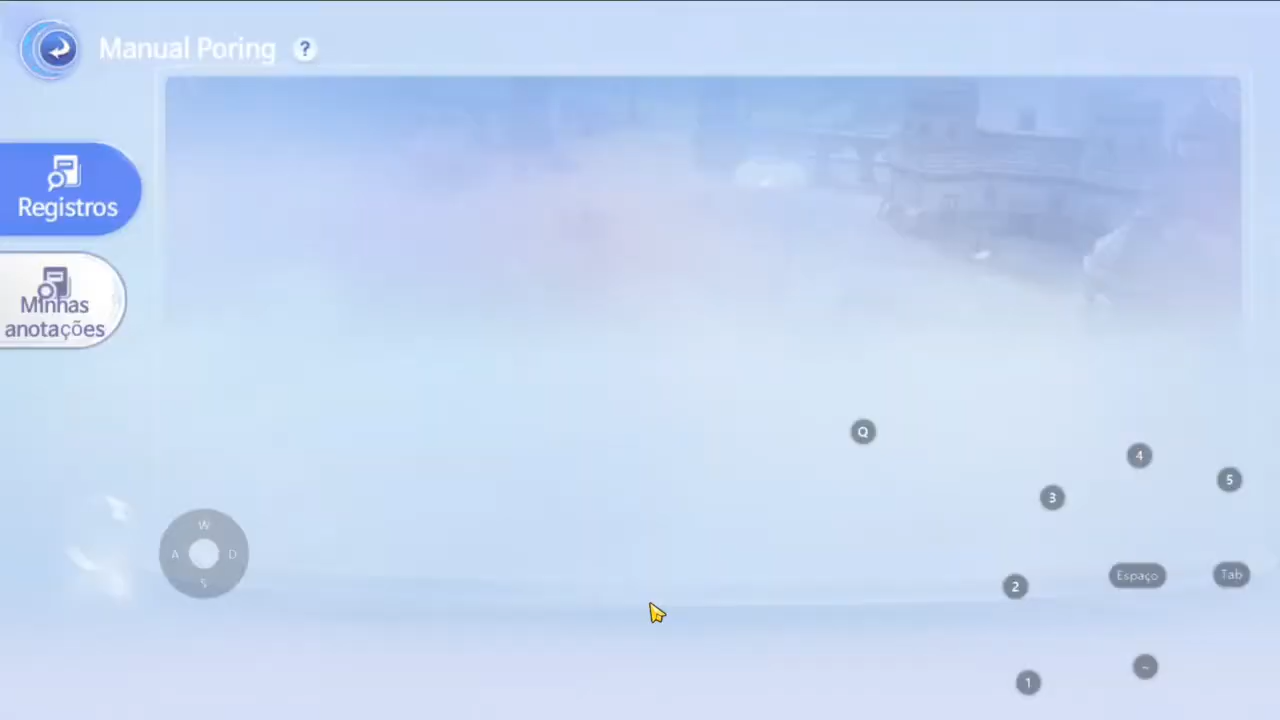 Manual Poring ?
Registros
Minhas
anotações
Q
4
5
3
W
A D
S
Espaço
Tab
2
~
1